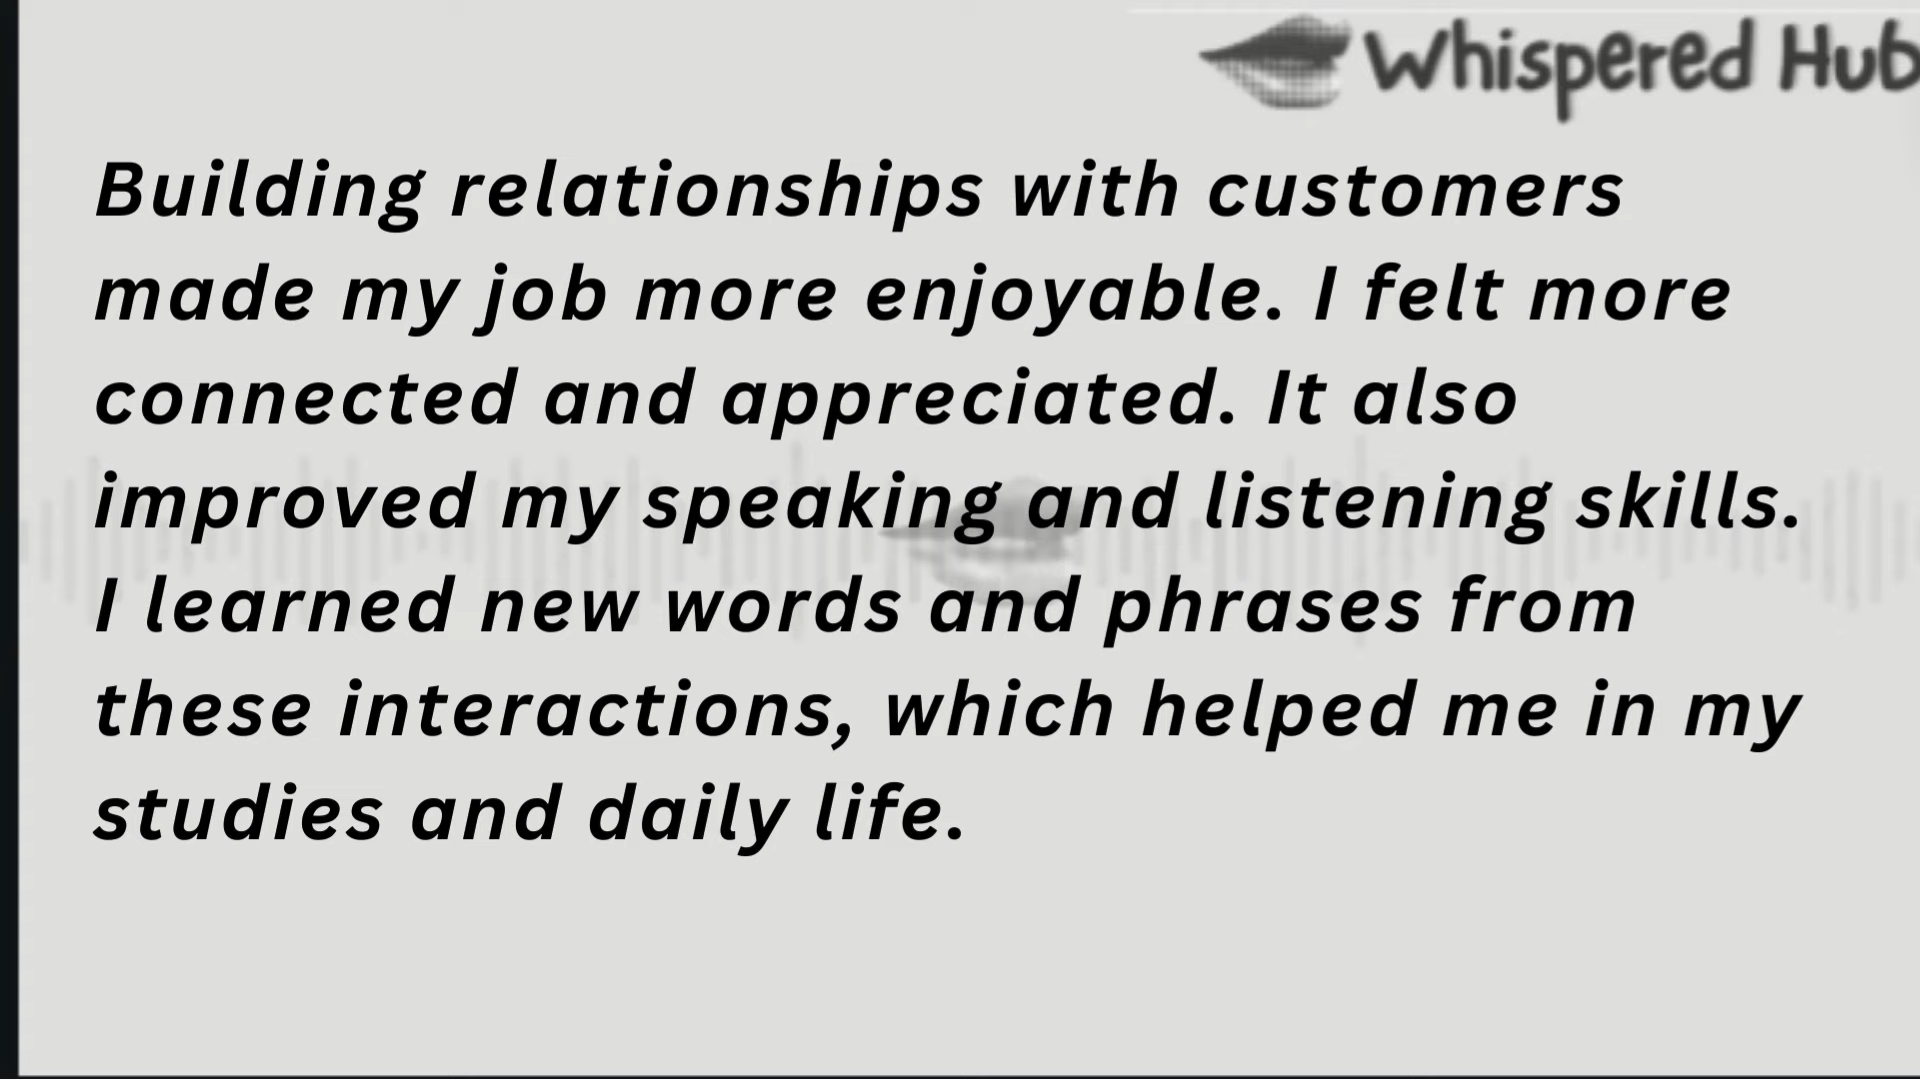 Whispered Hub
Building relationships with customers
made my job more enjoyable. I felt more
connected and appreciated. It also
improved my speaking and listening skills.
I learned new words and phrases from
these interactions, which helped me in my
studies and daily life.